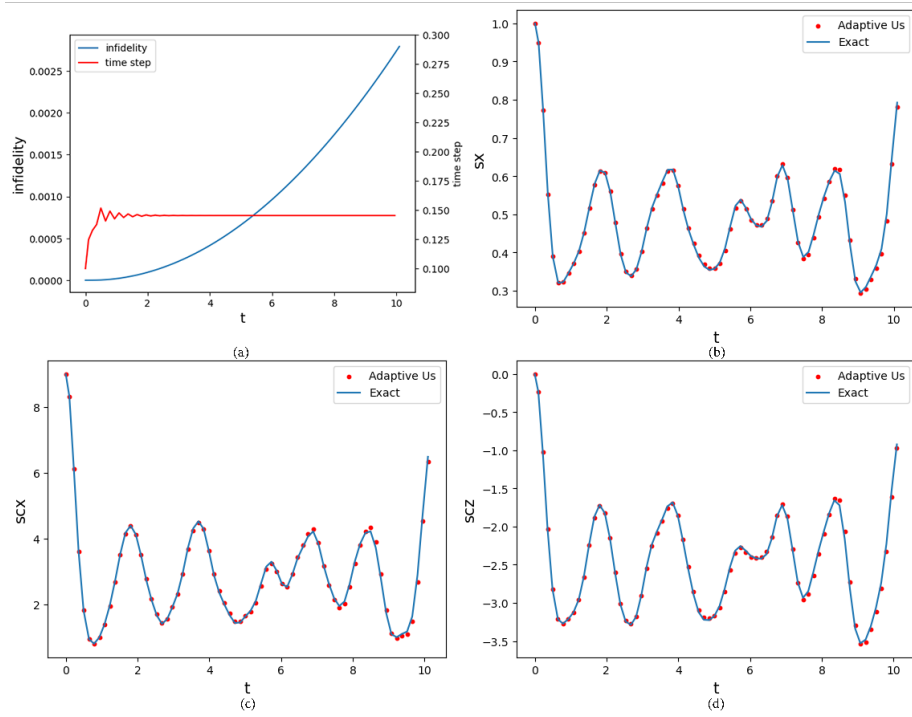 infidelity
time step
0.0025
0.0020
0.0015
0.0010
0.0005
0.0000
infidelity
0.300
0.275
0.250
0.225
0.200
0.175
0.150
0.125
0.100
time step
0 2 4 6 8 10
t
(a)
Adaptive Us
Exact
1.0
0.9
0.8
0.7
0.6
0.5
0.4
0.3
sx
0 2 4 6 8 10
t
(b)
Adaptive Us
Exact
8
6
4
2
scx
0 2 4 6 8 10
t
(c)
Adaptive Us
Exact
0.0
−0.5
−1.0
−1.5
−2.0
−2.5
−3.0
−3.5
scz
0 2 4 6 8 10
t
(d)